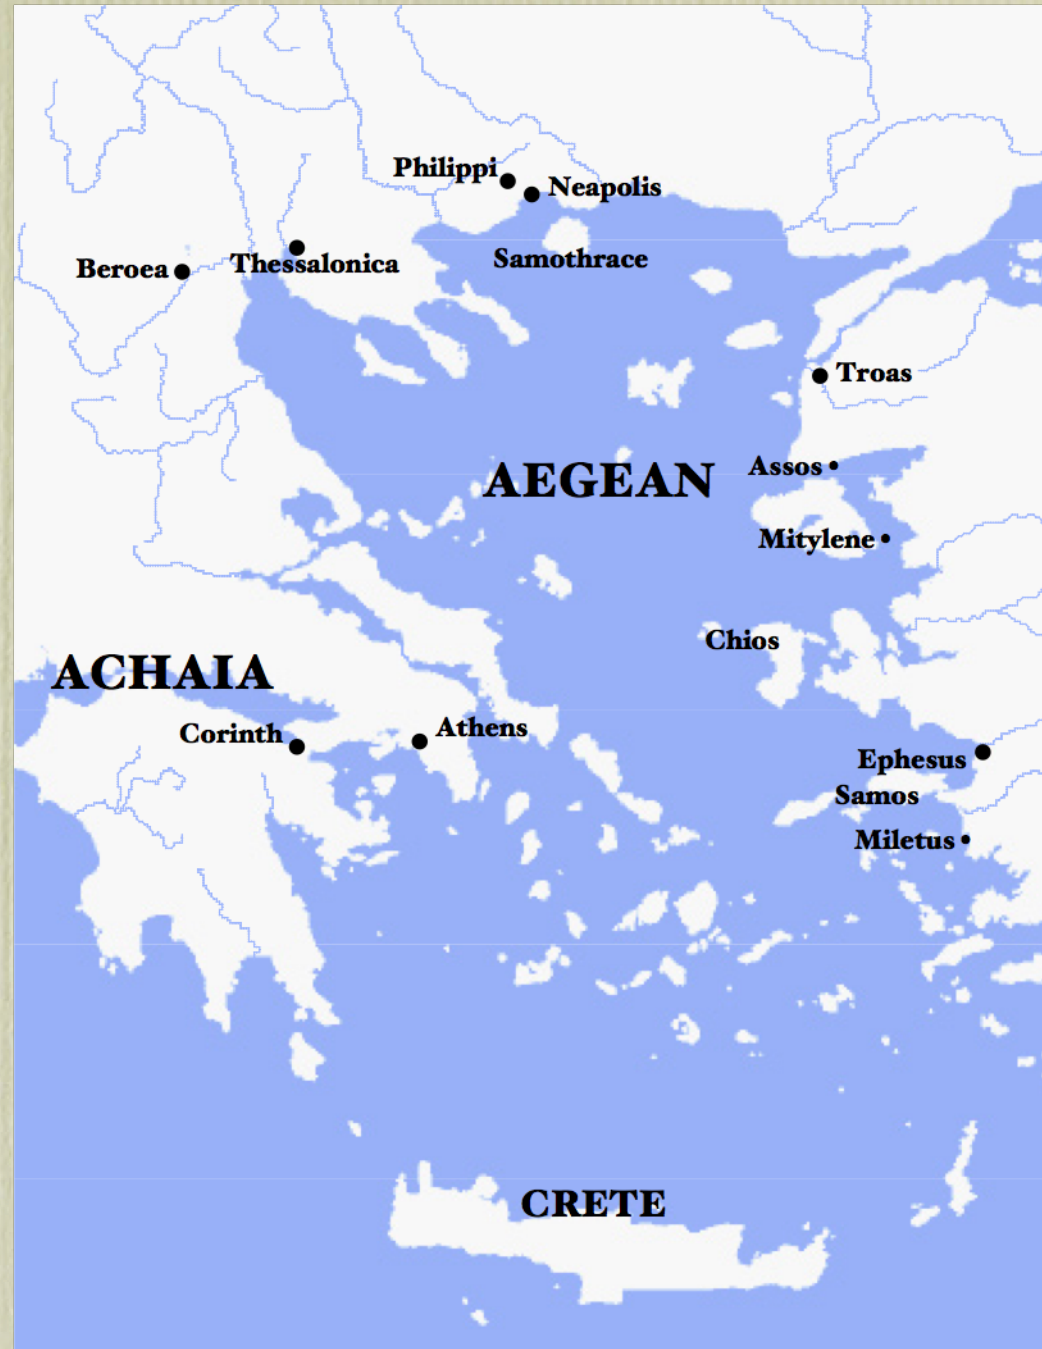 Philippi
Neapolis
Samothrace
Thessalonica
Beroea
Troas
AEGEAN
Assos
Mitylene
Chios
ACHAIA
Corinth
Athens
Ephesus
Samos
Miletus
CRETE